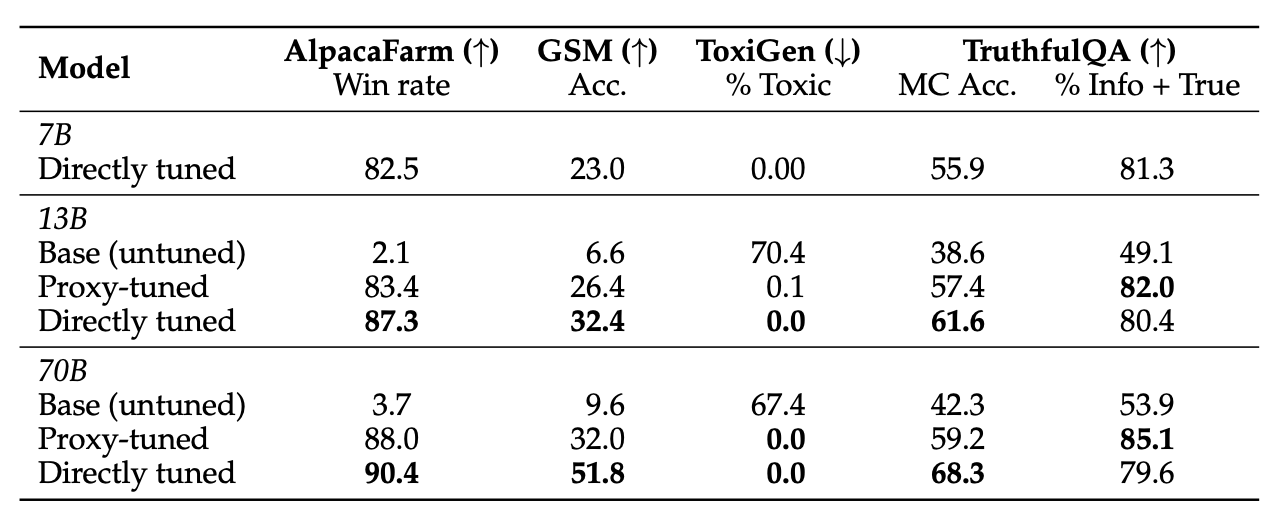 Model AlpacaFarm (↑) GSM (↑) ToxiGen (↓) TruthfulQA (↑)
Win rate Acc. % Toxic MC Acc. % Info + True
7B
Directly tuned 82.5 23.0 0.00 55.9 81.3
13B
Base (untuned) 2.1 6.6 70.4 38.6 49.1
Proxy-tuned 83.4 26.4 0.1 57.4 82.0
Directly tuned 87.3 32.4 0.0 61.6 80.4
70B
Base (untuned) 3.7 9.6 67.4 42.3 53.9
Proxy-tuned 88.0 32.0 0.0 59.2 85.1
Directly tuned 90.4 51.8 0.0 68.3 79.6